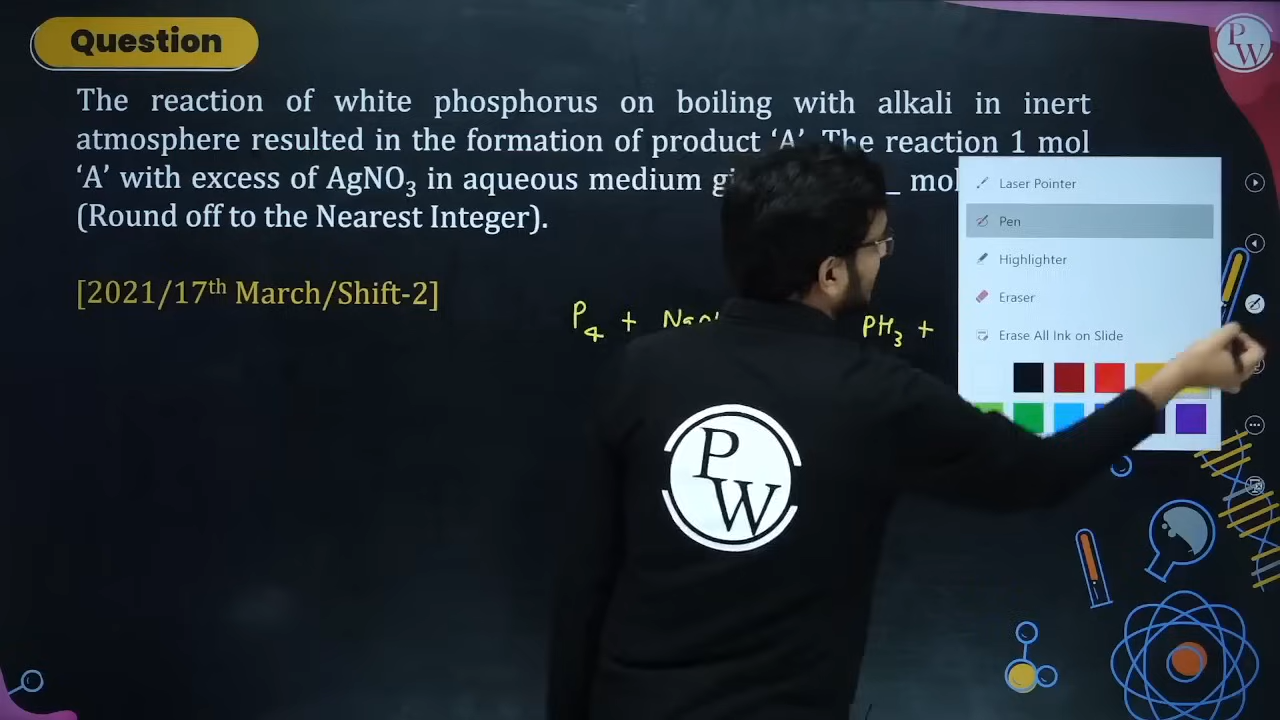 Question
PW
The reaction of white phosphorus on boiling with alkali in inert
atmosphere resulted in the formation of product ‘A’. The reaction 1 mol
‘A’ with excess of AgNO₃ in aqueous medium mol
(Round off to the Nearest Integer).
[2021/17ᵗʰ March/Shift-2]
P₄ + PH₃ +
Laser Pointer
Pen
Highlighter
Eraser
Erase All Ink on Slide
PW